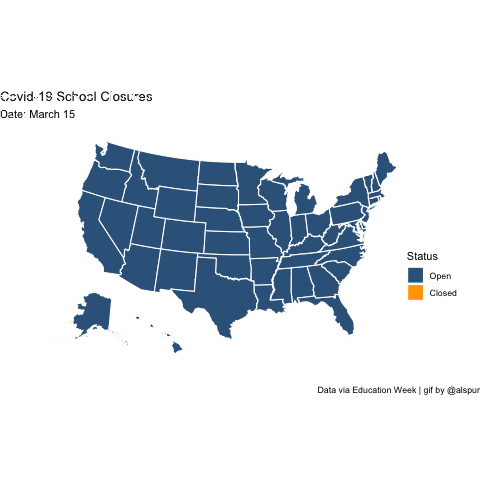 Covid-19 School Closures
Date: March 15
Status
Open
Closed
Data via Education Week | gif by @alspur